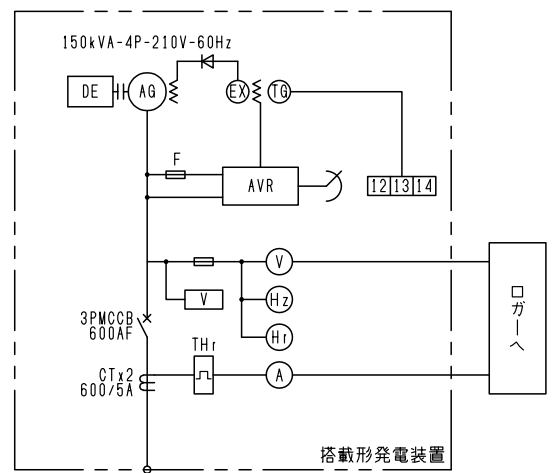 150kVA-4P-210V-60Hz
DE
AG
EX
TG
F
AVR
12 13 14
V
V
Hz
Hr
3PMCCB
600AF
THr
CTx2
600/5A
A
ロガーへ
搭載形発電装置